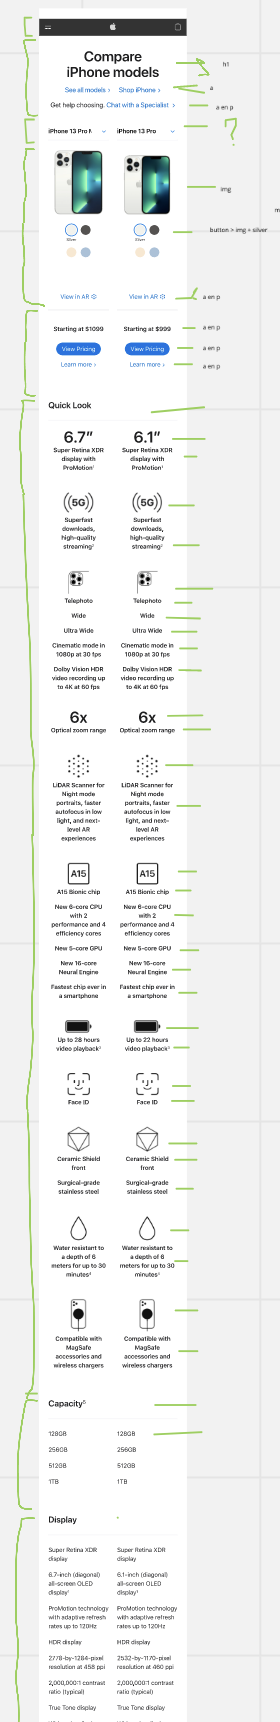 Compare
iPhone models
h1
See all models › Shop iPhone ›
a
Get help choosing. Chat with a Specialist ›
a en p
iPhone 13 Pro iPhone 13 Pro
?
img
button > img + silver
Silver Silver
m
View in AR View in AR
a en p
Starting at $1099 Starting at $999
a en p
View Pricing View Pricing
a en p
Learn more › Learn more ›
a en p
Quick Look
6.7” 6.1”
Super Retina XDR Super Retina XDR
display with display with
ProMotion¹ ProMotion¹
5G 5G
Superfast Superfast
downloads, downloads,
high-quality high-quality
streaming² streaming²
Telephoto Telephoto
Wide Wide
Ultra Wide Ultra Wide
Cinematic mode in Cinematic mode in
1080p at 30 fps 1080p at 30 fps
Dolby Vision HDR Dolby Vision HDR
video recording up video recording up
to 4K at 60 fps to 4K at 60 fps
6x 6x
Optical zoom range Optical zoom range
LiDAR Scanner for LiDAR Scanner for
Night mode Night mode
portraits, faster portraits, faster
autofocus in low autofocus in low
light, and next- light, and next-
level AR level AR
experiences experiences
A15 A15
A15 Bionic chip A15 Bionic chip
New 6-core CPU New 6-core CPU
with 2 with 2
performance and 4 performance and 4
efficiency cores efficiency cores
New 5-core GPU New 5-core GPU
New 16-core New 16-core
Neural Engine Neural Engine
Fastest chip ever in Fastest chip ever in
a smartphone a smartphone
Up to 28 hours Up to 22 hours
video playback³ video playback³
Face ID Face ID
Ceramic Shield Ceramic Shield
front front
Surgical-grade Surgical-grade
stainless steel stainless steel
Water resistant to Water resistant to
a depth of 6 a depth of 6
meters for up to 30 meters for up to 30
minutes⁴ minutes⁴
Compatible with Compatible with
MagSafe MagSafe
accessories and accessories and
wireless chargers wireless chargers
Capacity⁵
128GB 128GB
256GB 256GB
512GB 512GB
1TB 1TB
Display
Super Retina XDR Super Retina XDR
display display
6.7-inch (diagonal) 6.1-inch (diagonal)
all-screen OLED all-screen OLED
display¹ display¹
ProMotion technology ProMotion technology
with adaptive refresh with adaptive refresh
rates up to 120Hz rates up to 120Hz
HDR display HDR display
2778-by-1284-pixel 2532-by-1170-pixel
resolution at 458 ppi resolution at 460 ppi
2,000,000:1 contrast 2,000,000:1 contrast
ratio (typical) ratio (typical)
True Tone display True Tone display